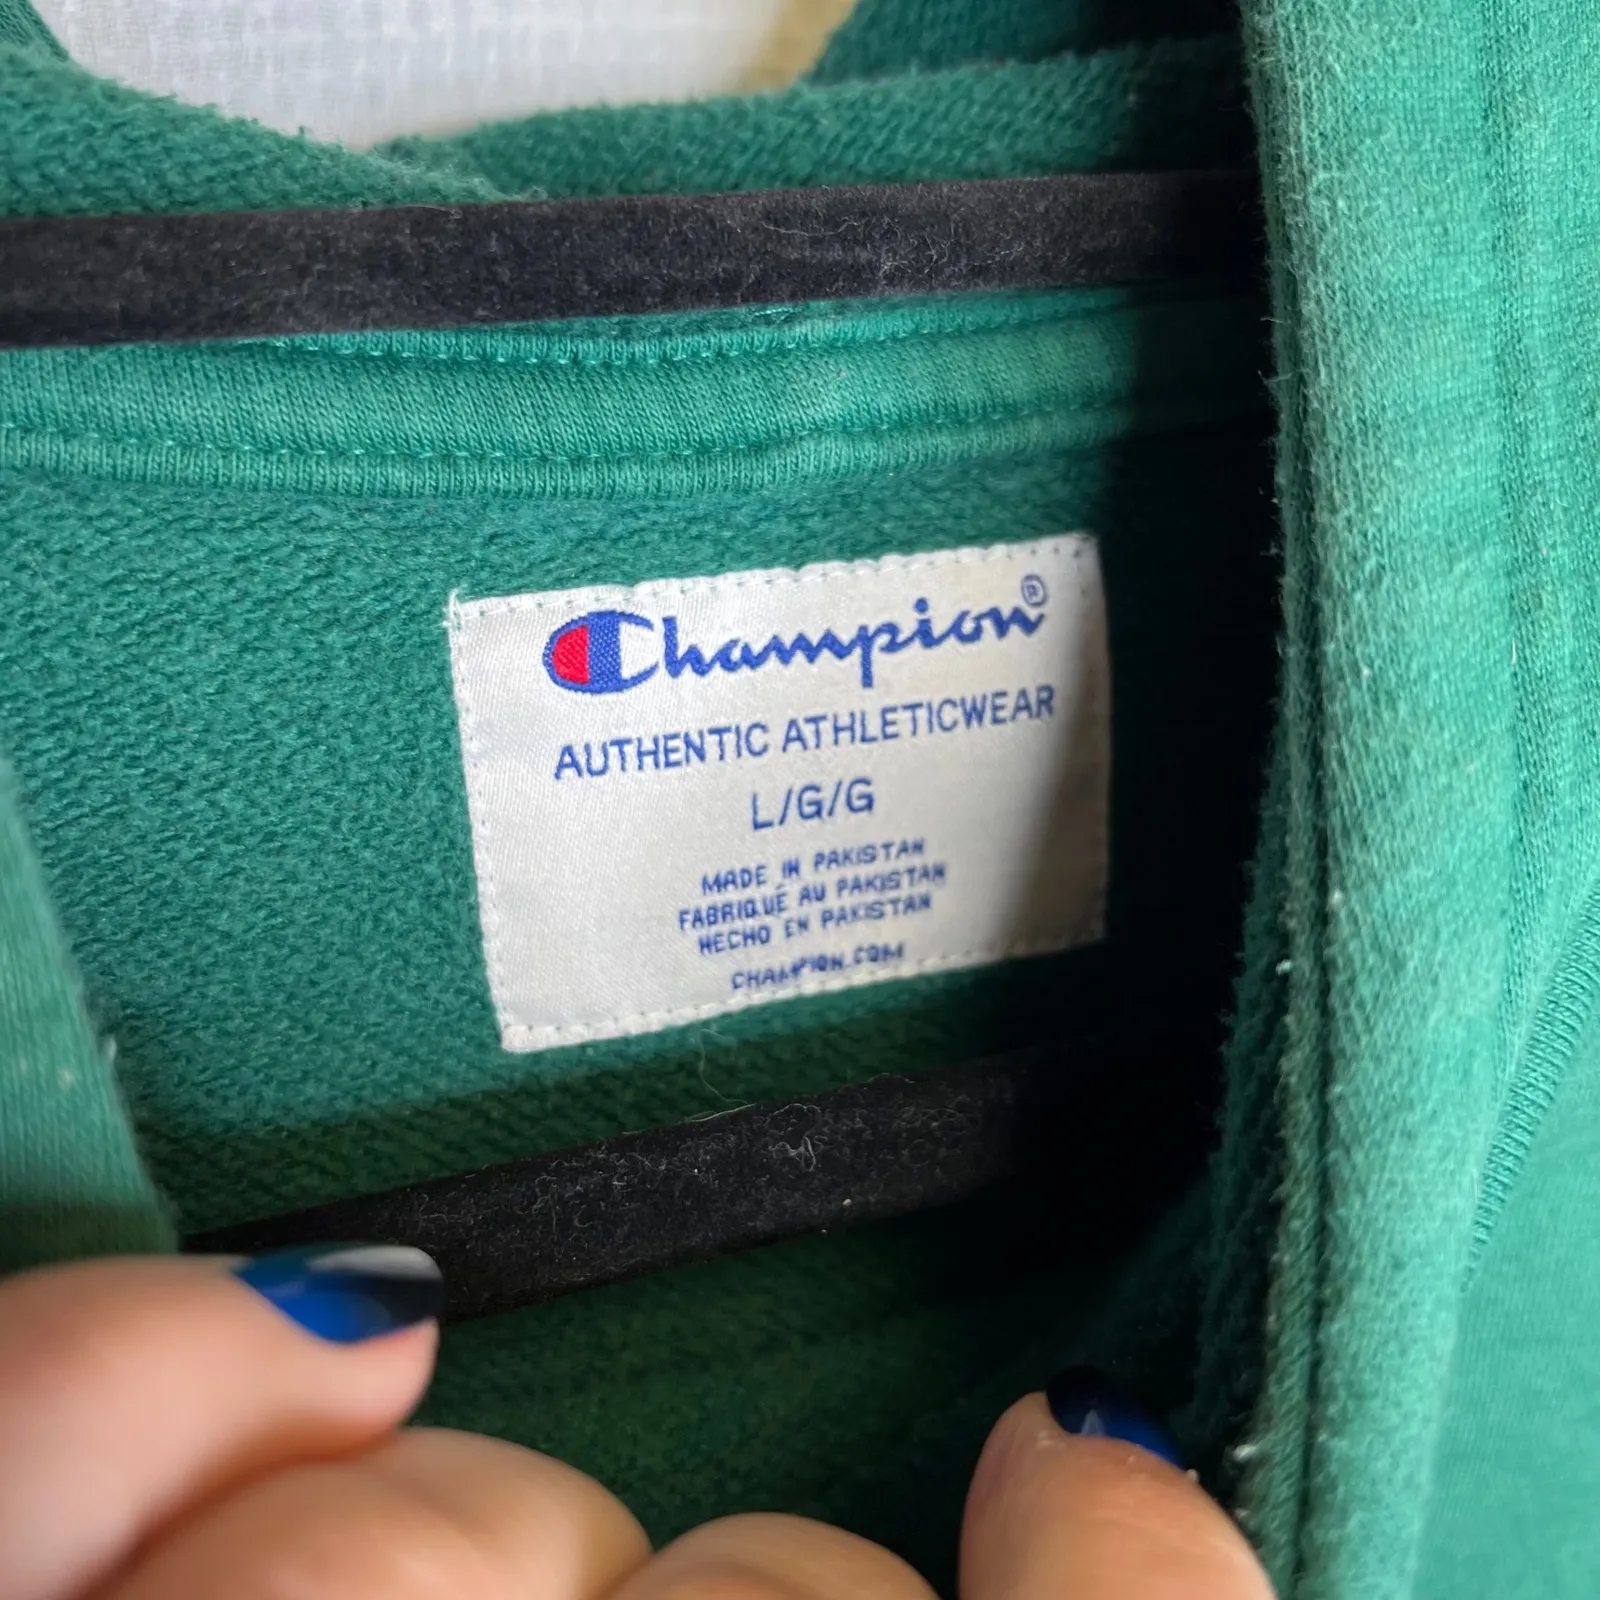 Champion®
AUTHENTIC ATHLETICWEAR
L/G/G
MADE IN PAKISTAN
FABRIQUÉ AU PAKISTAN
HECHO EN PAKISTAN
CHAMPION.COM